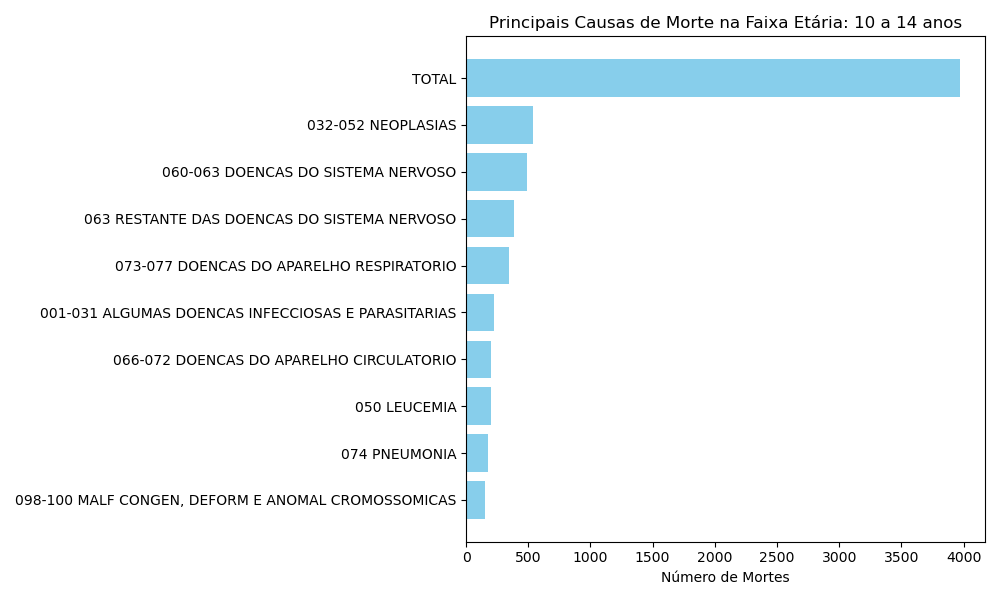 Principais Causas de Morte na Faixa Etária: 10 a 14 anos
TOTAL
032-052 NEOPLASIAS
060-063 DOENCAS DO SISTEMA NERVOSO
063 RESTANTE DAS DOENCAS DO SISTEMA NERVOSO
073-077 DOENCAS DO APARELHO RESPIRATORIO
001-031 ALGUMAS DOENCAS INFECCIOSAS E PARASITARIAS
066-072 DOENCAS DO APARELHO CIRCULATORIO
050 LEUCEMIA
074 PNEUMONIA
098-100 MALF CONGEN, DEFORM E ANOMAL CROMOSSOMICAS
0 500 1000 1500 2000 2500 3000 3500 4000
Número de Mortes